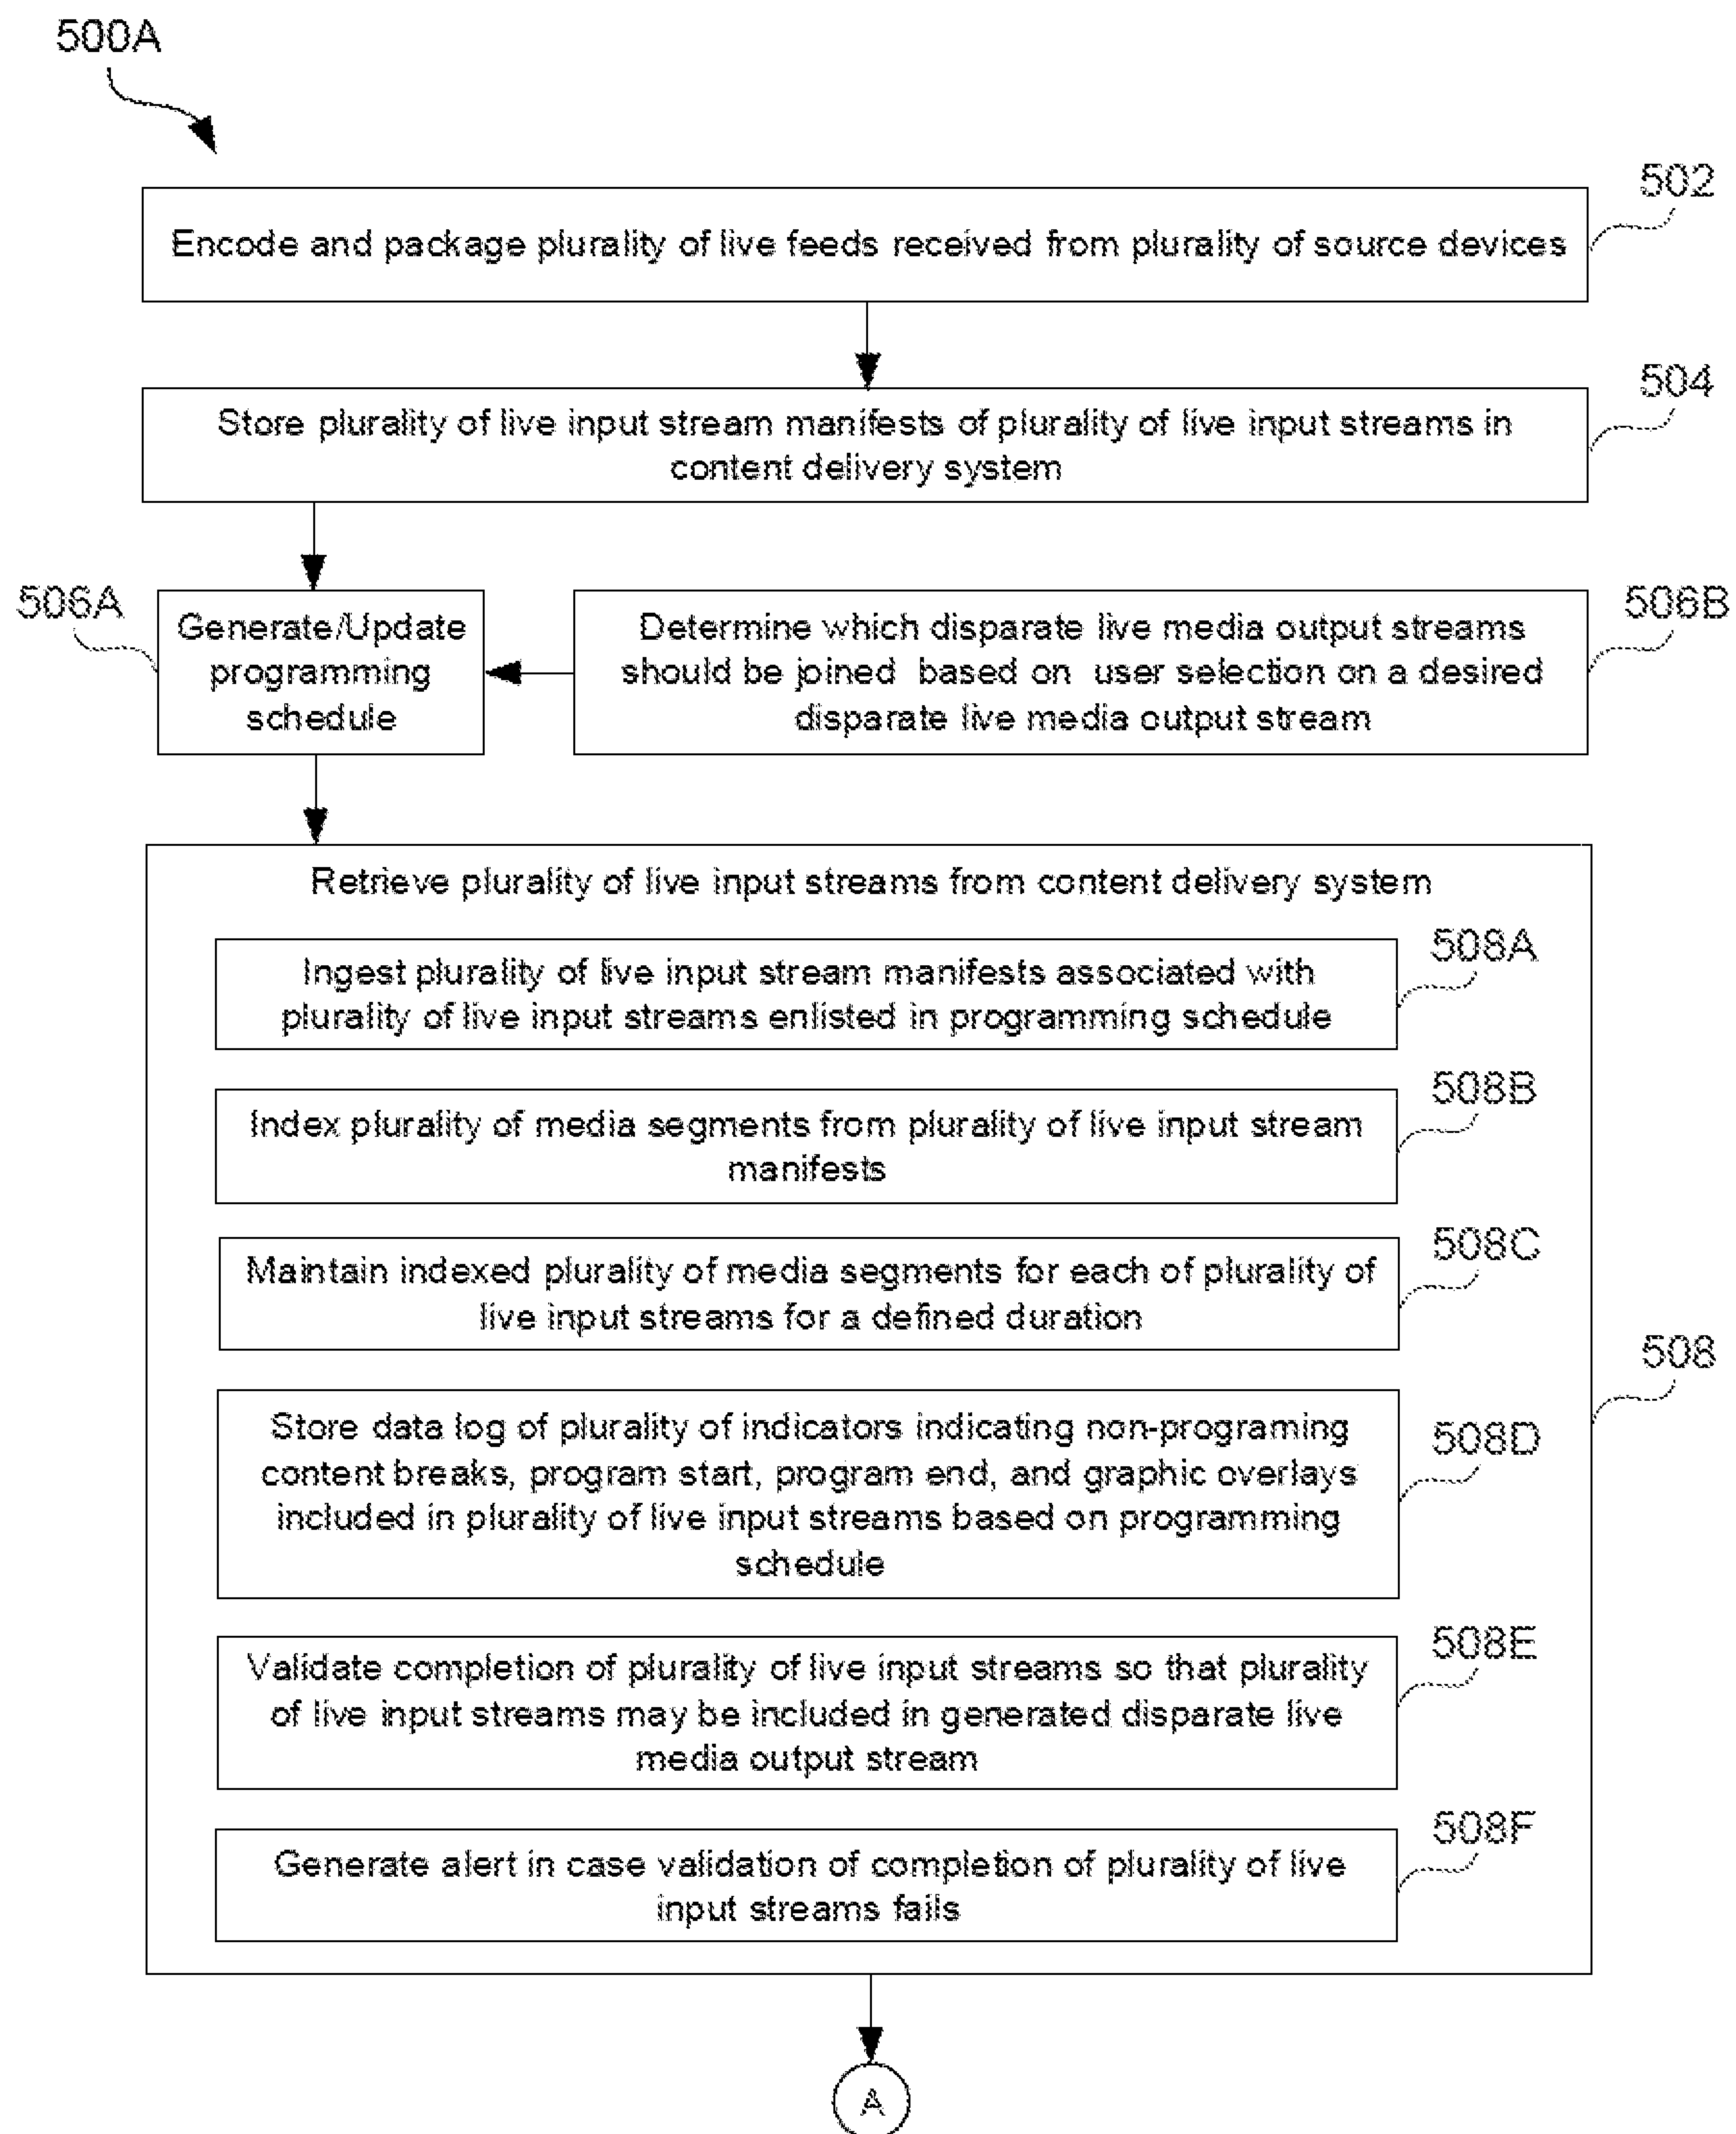 500A
502
Encode and package plurality of live feeds received from plurality of source devices
504
Store plurality of live input stream manifests of plurality of live input streams in
content delivery system
506A
Generate/Update
programming
schedule
506B
Determine which disparate live media output streams
should be joined based on user selection on a desired
disparate live media output stream
Retrieve plurality of live input streams from content delivery system
508A
Ingest plurality of live input stream manifests associated with
plurality of live input streams enlisted in programming schedule
508B
Index plurality of media segments from plurality of live input stream
manifests
508C
Maintain indexed plurality of media segments for each of plurality of
live input streams for a defined duration
508
508D
Store data log of plurality of indicators indicating non-programing
content breaks, program start, program end, and graphic overlays
included in plurality of live input streams based on programming
schedule
508E
Validate completion of plurality of live input streams so that plurality
of live input streams may be included in generated disparate live
media output stream
508F
Generate alert in case validation of completion of plurality of live
input streams fails
A